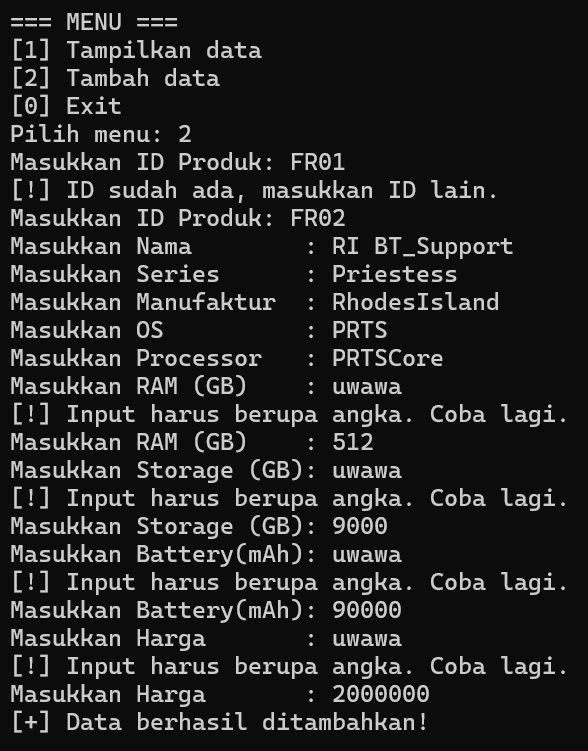 === MENU ===
[1] Tampilkan data
[2] Tambah data
[0] Exit
Pilih menu: 2
Masukkan ID Produk: FR01
[!] ID sudah ada, masukkan ID lain.
Masukkan ID Produk: FR02
Masukkan Nama        : RI BT_Support
Masukkan Series      : Priestess
Masukkan Manufaktur  : RhodesIsland
Masukkan OS          : PRTS
Masukkan Processor   : PRTSCore
Masukkan RAM (GB)    : uwawa
[!] Input harus berupa angka. Coba lagi.
Masukkan RAM (GB)    : 512
Masukkan Storage (GB): uwawa
[!] Input harus berupa angka. Coba lagi.
Masukkan Storage (GB): 9000
Masukkan Battery(mAh): uwawa
[!] Input harus berupa angka. Coba lagi.
Masukkan Battery(mAh): 90000
Masukkan Harga       : uwawa
[!] Input harus berupa angka. Coba lagi.
Masukkan Harga       : 2000000
[+] Data berhasil ditambahkan!